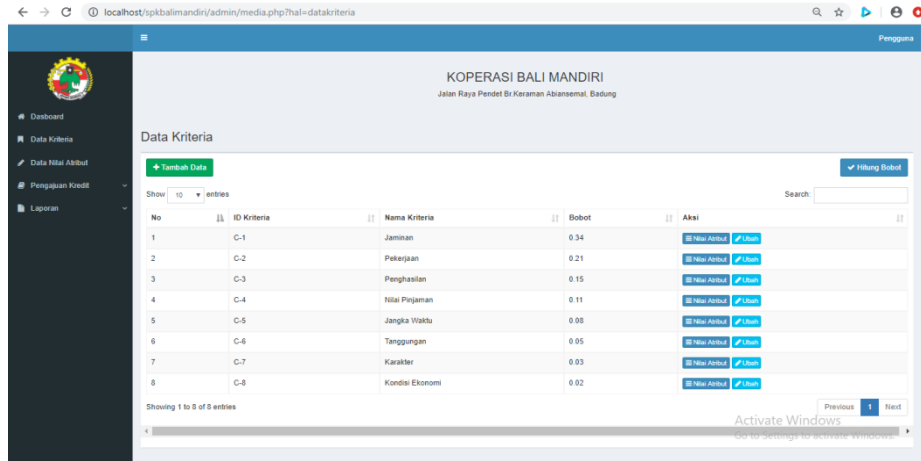 localhost/spkbalimandiri/admin/media.php?hal=datakriteria
Pengguna
KOPERASI BALI MANDIRI
Jalan Raya Pendet Br.Keraman Abiansemal, Badung
Dasboard
Data Kriteria
Data Nilai Atribut
Pengajuan Kredit
Laporan
Data Kriteria
Tambah Data
Hitung Bobot
Show 10 entries
Search:
No ID Kriteria Nama Kriteria Bobot Aksi
1 C-1 Jaminan 0.34 Nilai Atribut Ubah
2 C-2 Pekerjaan 0.21 Nilai Atribut Ubah
3 C-3 Penghasilan 0.15 Nilai Atribut Ubah
4 C-4 Nilai Pinjaman 0.11 Nilai Atribut Ubah
5 C-5 Jangka Waktu 0.08 Nilai Atribut Ubah
6 C-6 Tanggungan 0.05 Nilai Atribut Ubah
7 C-7 Karakter 0.03 Nilai Atribut Ubah
8 C-8 Kondisi Ekonomi 0.02 Nilai Atribut Ubah
Showing 1 to 8 of 8 entries
Previous 1 Next
Activate Windows
Go to Settings to activate Windows.